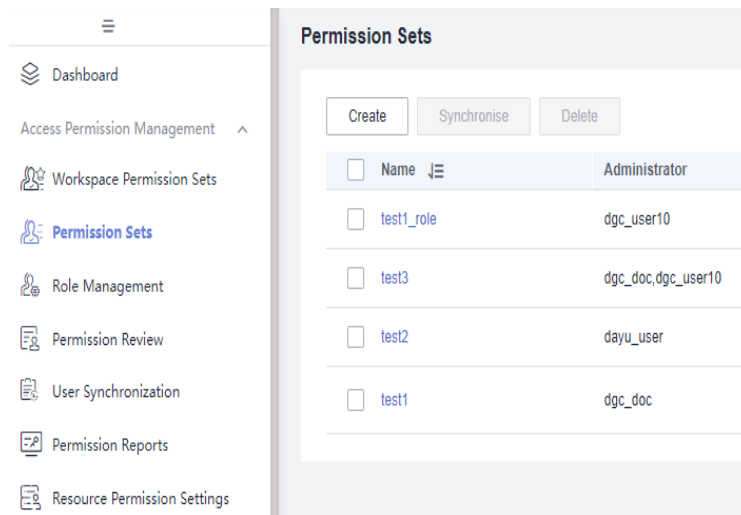 Dashboard
Access Permission Management
Workspace Permission Sets
Permission Sets
Role Management
Permission Review
User Synchronization
Permission Reports
Resource Permission Settings
Permission Sets
Create Synchronise Delete
Name Administrator
test1_role dgc_user10
test3 dgc_doc,dgc_user10
test2 dayu_user
test1 dgc_doc